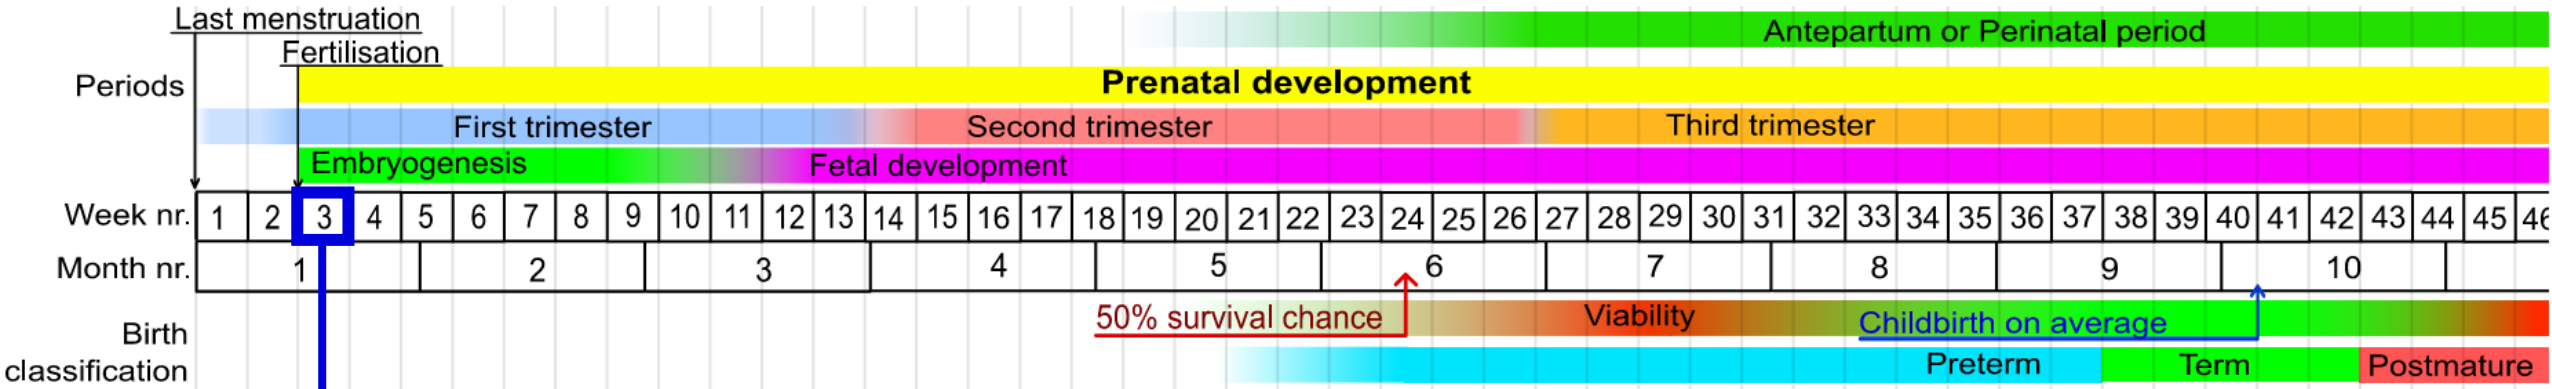 Last menstruation
Antepartum or Perinatal period
Fertilisation
Periods
Prenatal development
First trimester Second trimester Third trimester
Embryogenesis Fetal development
Week nr. 1 2 3 4 5 6 7 8 9 10 11 12 13 14 15 16 17 18 19 20 21 22 23 24 25 26 27 28 29 30 31 32 33 34 35 36 37 38 39 40 41 42 43 44 45 46
Month nr. 1 2 3 4 5 6 7 8 9 10
50% survival chance Viability Childbirth on average
Birth
classification
Preterm Term Postmature